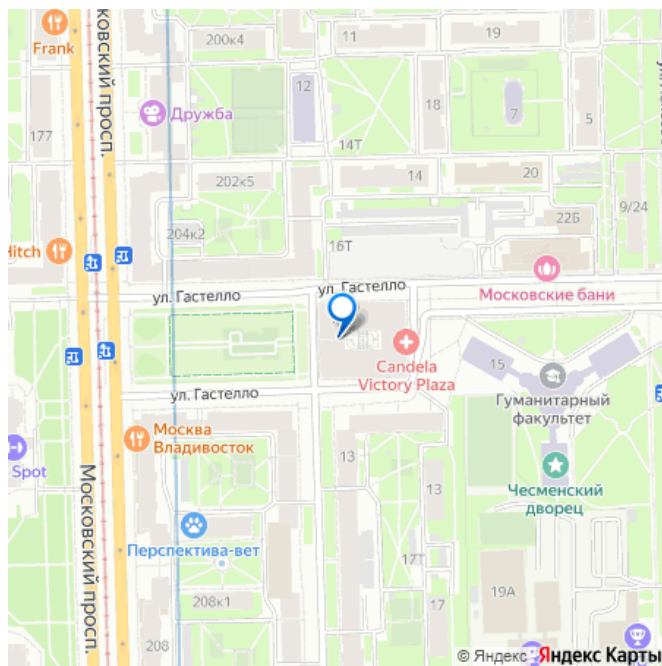 Frank
200к4
11
19
Московский просп.
177
Дружба
12
18
7
5
14Т
202к5
14
20
9/24
22Б
204к2
16Т
Hitch
ул. Гастелло
ул. Гастелло
Московские бани
Candela
Victory Plaza
15
Гуманитарный
факультет
ул. Гастелло
Москва
Владивосток
Spot
13
13
Чесменский
дворец
Московский просп.
Перспектива-вет
17Т
19А
208к1
17
208
© Яндекс
Яндекс Карты